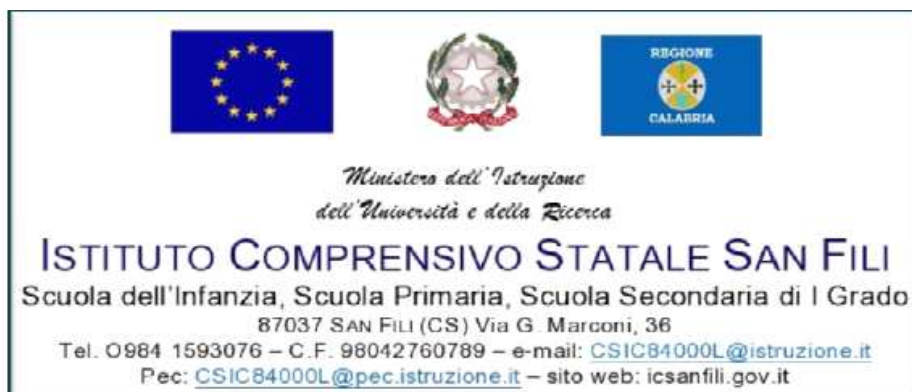 REGIONE
CALABRIA
Ministero dell'Istruzione
dell'Università e della Ricerca
ISTITUTO COMPRENSIVO STATALE SAN FILI
Scuola dell'Infanzia, Scuola Primaria, Scuola Secondaria di I Grado
87037 SAN FILI (CS) Via G. Marconi, 36
Tel. O984 1593076 – C.F. 98042760789 – e-mail: CSIC84000L@istruzione.it
Pec: CSIC84000L@pec.istruzione.it – sito web: icsanfili.gov.it